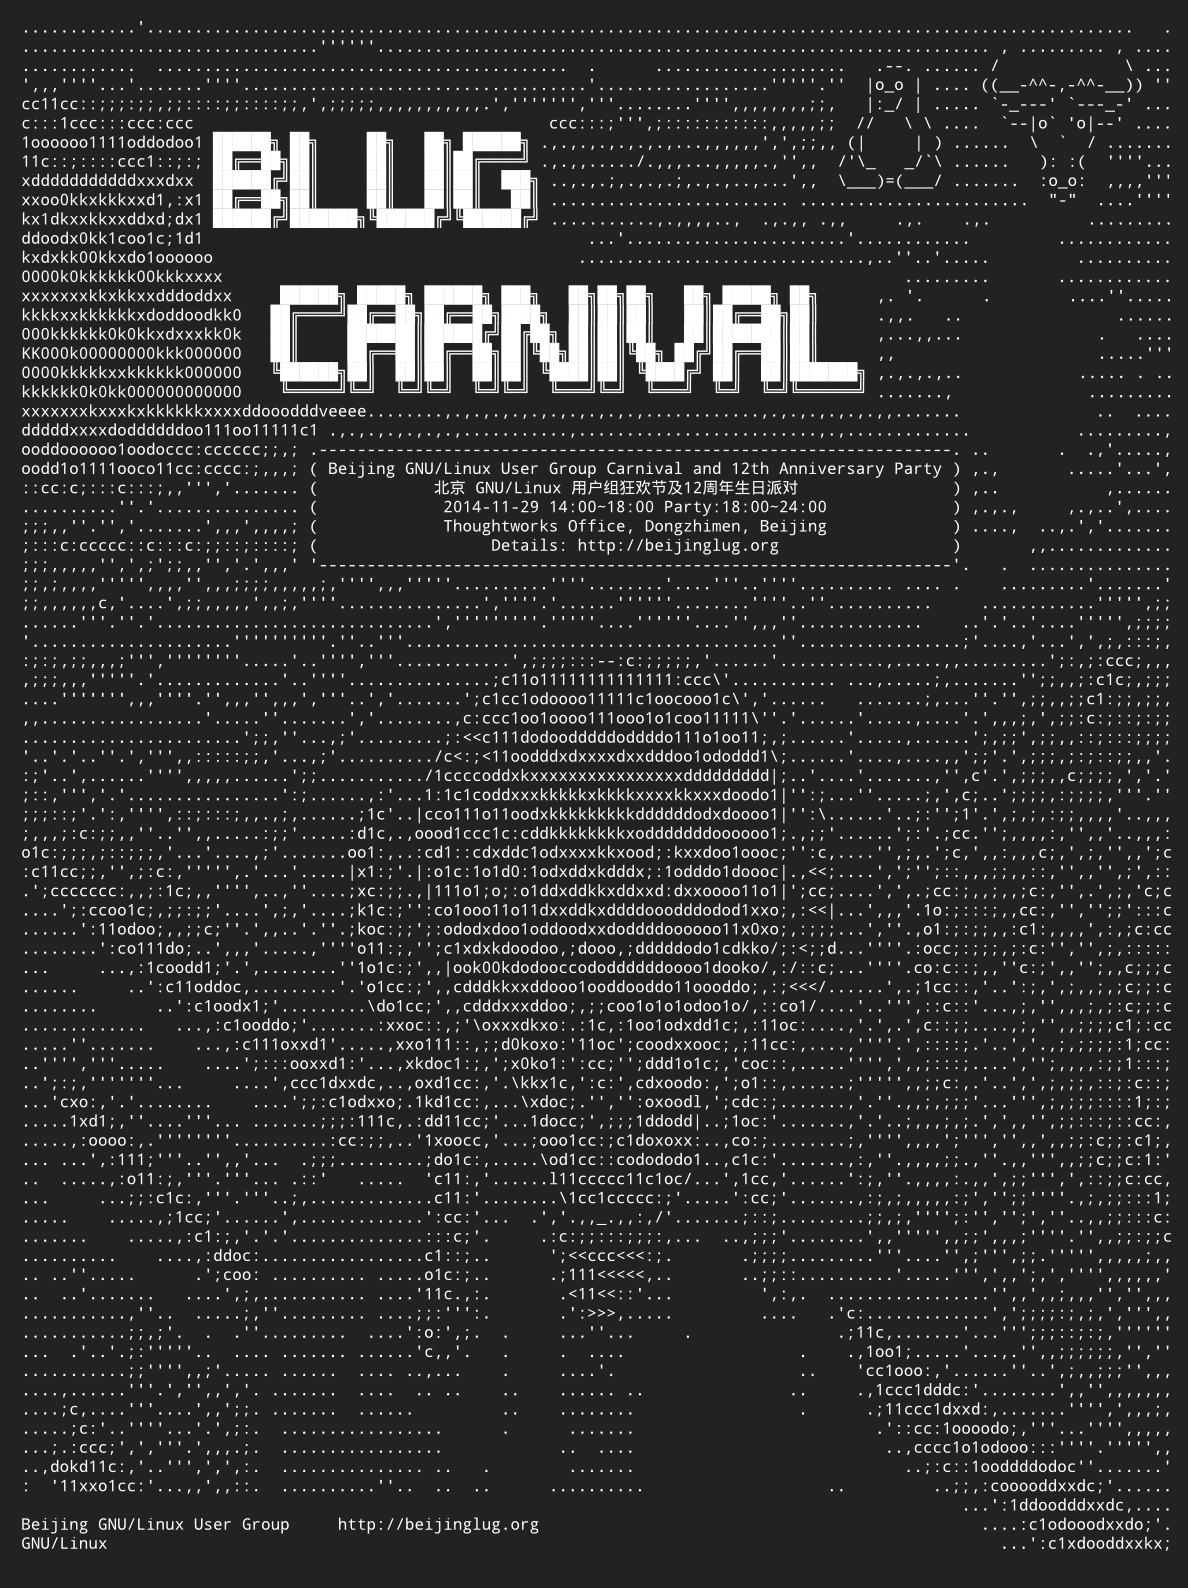 BLUG
CARNIVAL
Beijing GNU/Linux User Group Carnival and 12th Anniversary Party
北京 GNU/Linux 用户组狂欢节及12周年生日派对
2014-11-29 14:00~18:00 Party:18:00~24:00
Thoughtworks Office, Dongzhimen, Beijing
Details: http://beijinglug.org
Beijing GNU/Linux User Group http://beijinglug.org
GNU/Linux